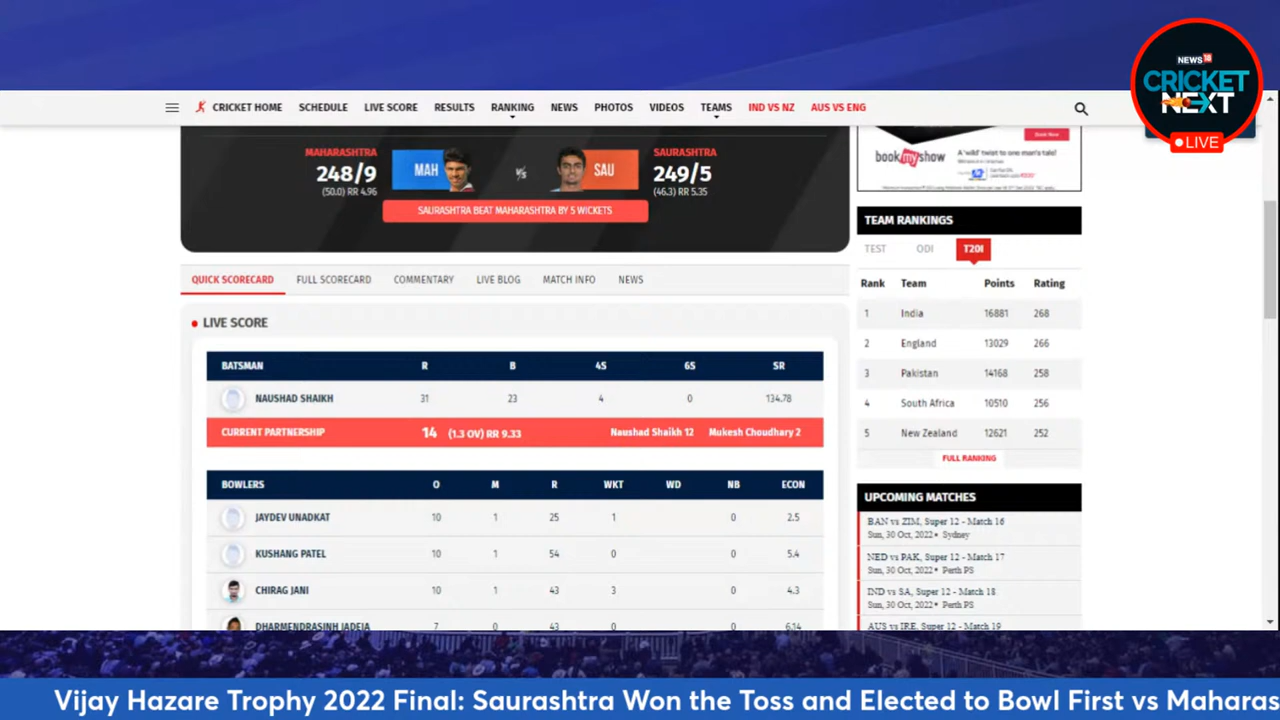 NEWS18
CRICKET
NEXT
LIVE
CRICKET HOME SCHEDULE LIVE SCORE RESULTS RANKING NEWS PHOTOS VIDEOS TEAMS IND VS NZ AUS VS ENG
MAHARASHTRA
248/9
(50.0) RR 4.96
MAH
VS
SAU
SAURASHTRA
249/5
(46.3) RR 5.35
SAURASHTRA BEAT MAHARASHTRA BY 5 WICKETS
Book Now
book my show
A 'wild' twist to one man's tale!
QUICK SCORECARD FULL SCORECARD COMMENTARY LIVE BLOG MATCH INFO NEWS
LIVE SCORE
BATSMAN R B 4S 6S SR
NAUSHAD SHAIKH 31 23 4 0 134.78
CURRENT PARTNERSHIP 14 (1.3 OV) RR 9.33 Naushad Shaikh 12 Mukesh Choudhary 2
BOWLERS O M R WKT WD NB ECON
JAYDEV UNADKAT 10 1 25 1 0 2.5
KUSHANG PATEL 10 1 54 0 0 5.4
CHIRAG JANI 10 1 43 3 0 4.3
DHARMENDRASINH JADEJA 7 0 43 0 0 6.14
TEAM RANKINGS
TEST ODI T20I
Rank Team Points Rating
1 India 16881 268
2 England 13029 266
3 Pakistan 14168 258
4 South Africa 10510 256
5 New Zealand 12621 252
FULL RANKING
UPCOMING MATCHES
BAN vs ZIM, Super 12 - Match 16
Sun, 30 Oct, 2022 • Sydney
NED vs PAK, Super 12 - Match 17
Sun, 30 Oct, 2022 • Perth PS
IND vs SA, Super 12 - Match 18
Sun, 30 Oct, 2022 • Perth PS
AUS vs IRE, Super 12 - Match 19
Vijay Hazare Trophy 2022 Final: Saurashtra Won the Toss and Elected to Bowl First vs Maharas